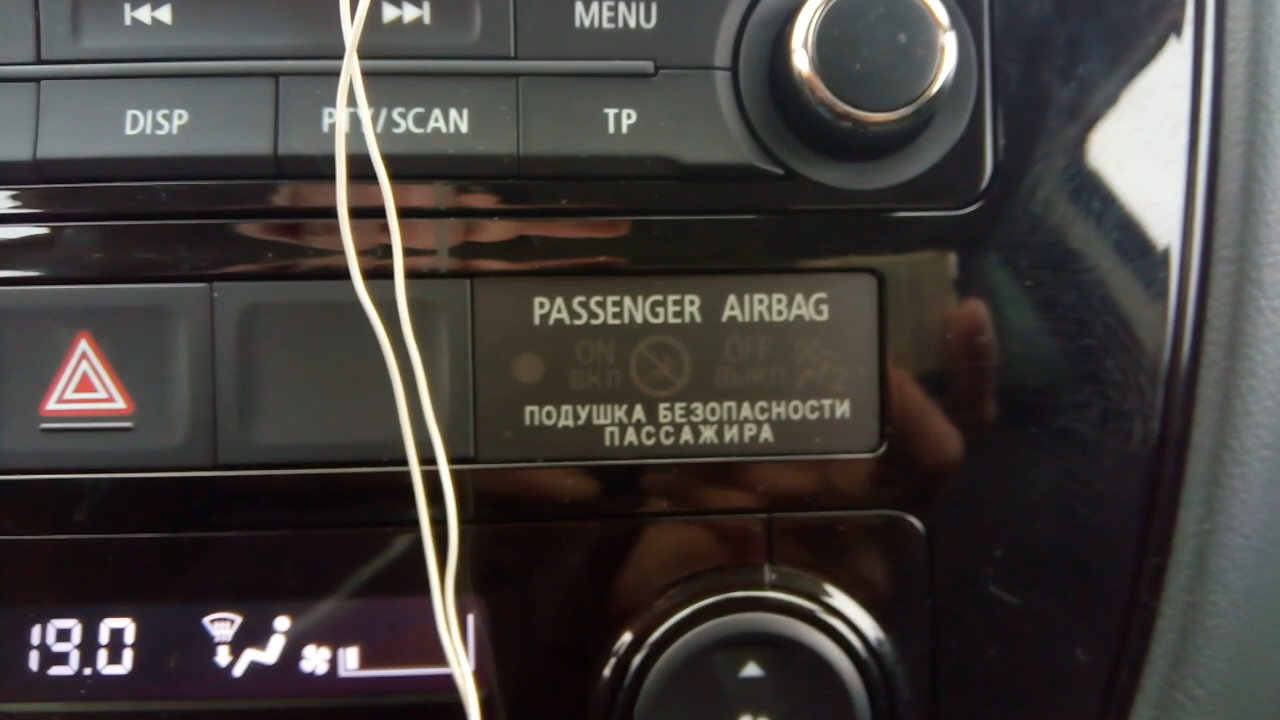 MENU
DISP PTY/SCAN TP
PASSENGER AIRBAG
ON OFF
ВКЛ ВЫКЛ
ПОДУШКА БЕЗОПАСНОСТИ
ПАССАЖИРА
19.0